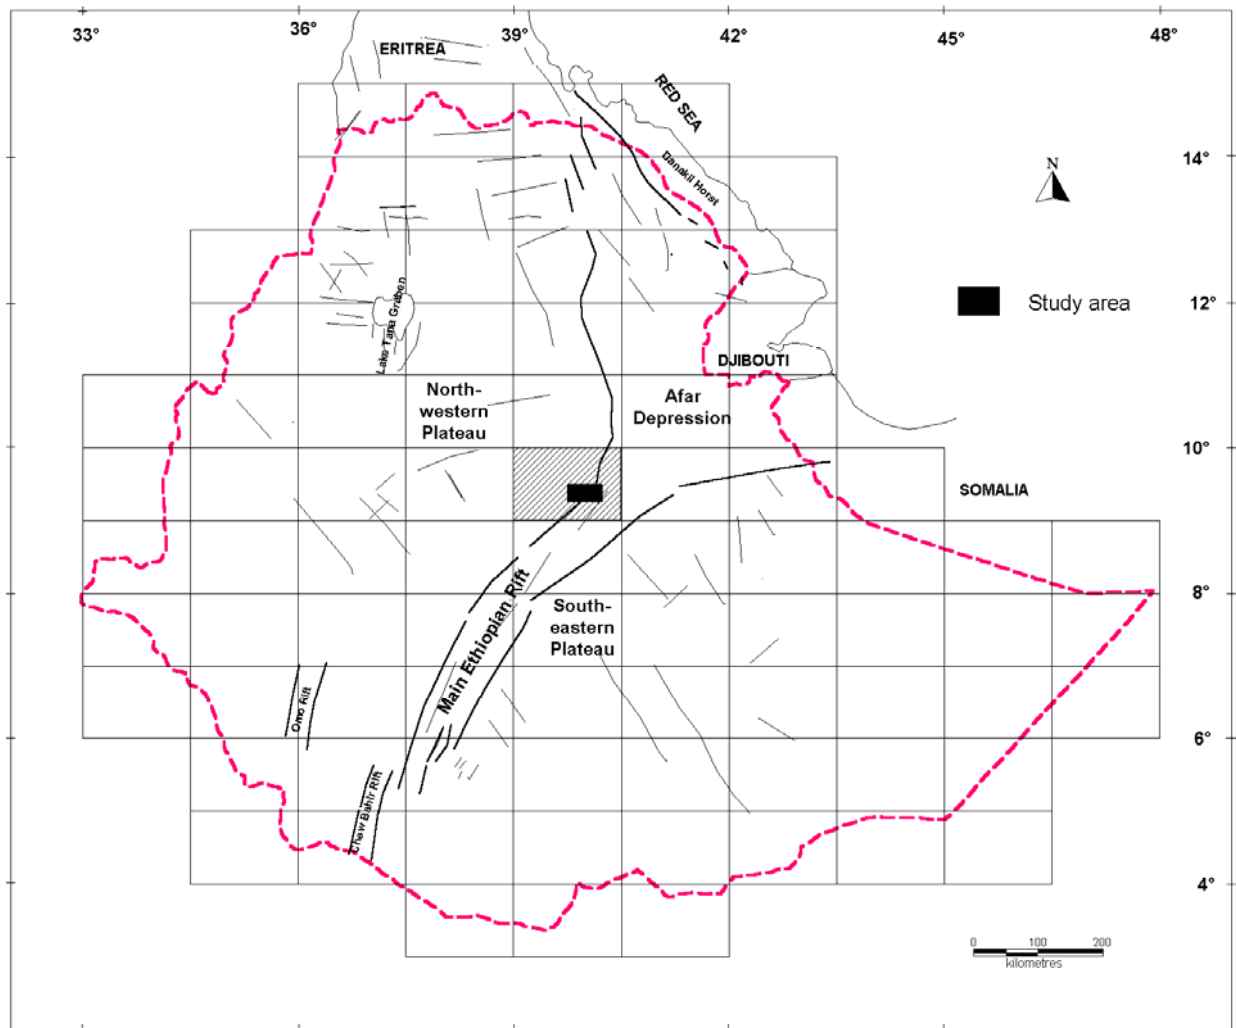 33°
36°
39°
42°
45°
48°
ERITREA
RED SEA
Danakil Horst
N
14°
12°
Study area
Lake Tana Graben
DJIBOUTI
North-
western
Plateau
Afar
Depression
10°
SOMALIA
8°
Main Ethiopian Rift
South-
eastern
Plateau
Omo Rift
6°
Chew Bahir Rift
4°
0 100 200
kilometres